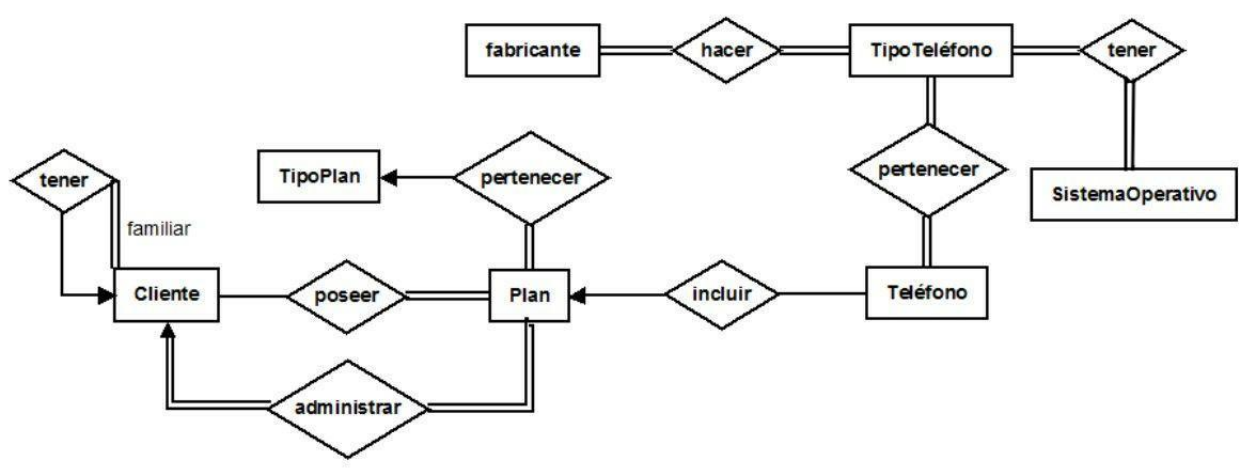 fabricante
hacer
TipoTeléfono
tener
TipoPlan
pertenecer
pertenecer
tener
SistemaOperativo
familiar
Cliente
poseer
Plan
incluir
Teléfono
administrar